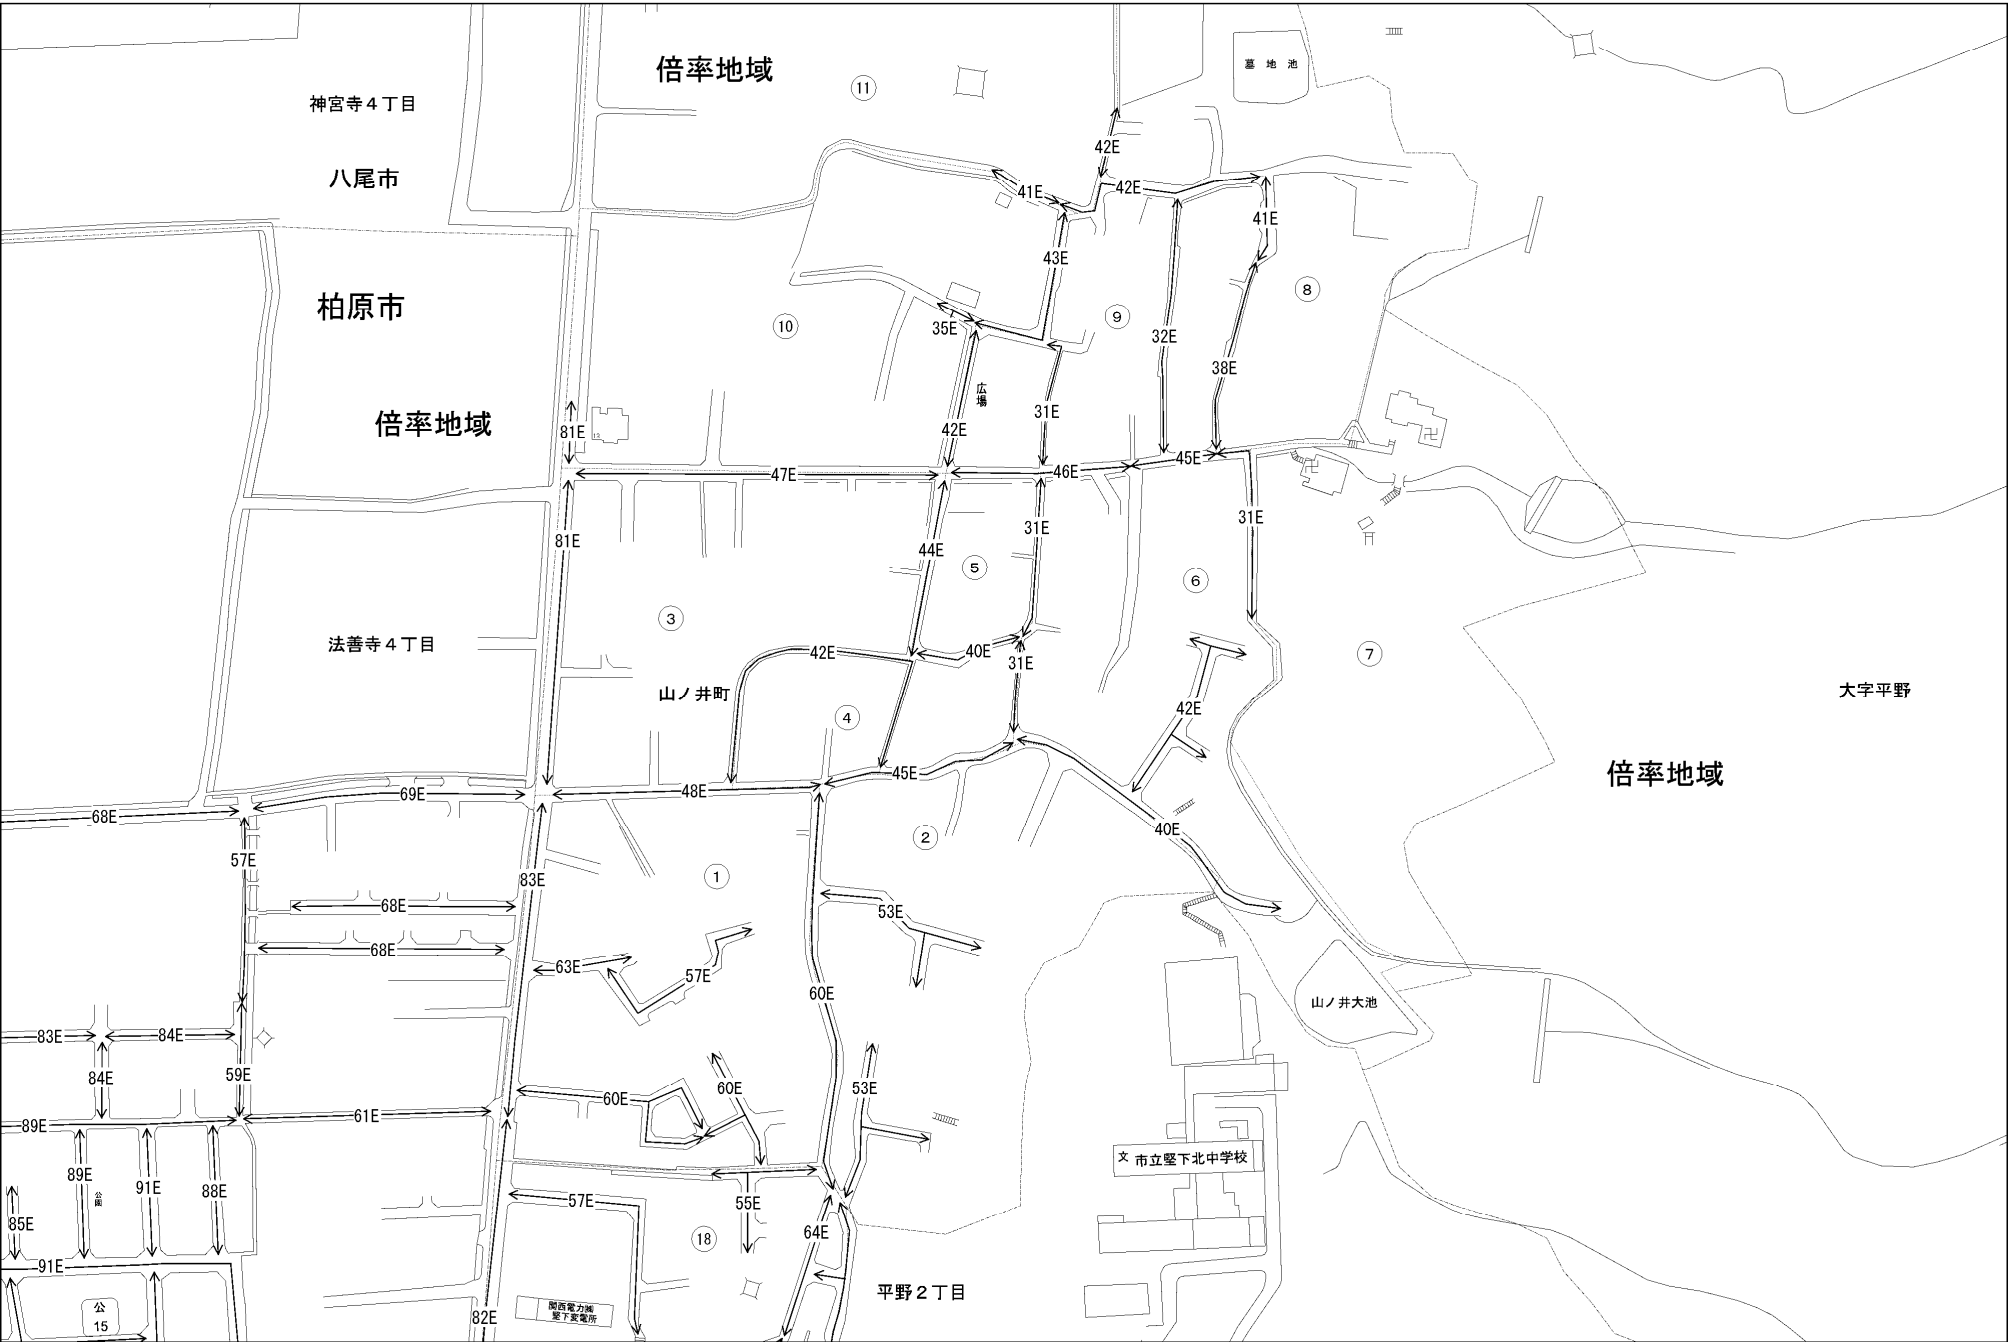 倍率地域
11
墓地池
神宮寺４丁目
42E
八尾市
41E
42E
41E
43E
柏原市
8
9
10
35E
32E
38E
広場
31E
倍率地域
81E
13
42E
47E
46E
45E
31E
31E
81E
44E
5
6
3
法善寺４丁目
42E
40E
31E
7
山ノ井町
大字平野
4
42E
倍率地域
45E
48E
69E
68E
40E
2
57E
1
83E
68E
53E
68E
63E
57E
60E
山ノ井大池
83E
84E
84E
59E
60E
60E
53E
61E
89E
文 市立堅下北中学校
89E
91E
88E
公園
57E
55E
85E
18
64E
91E
平野２丁目
公
15
関西電力㈱
堅下変電所
82E